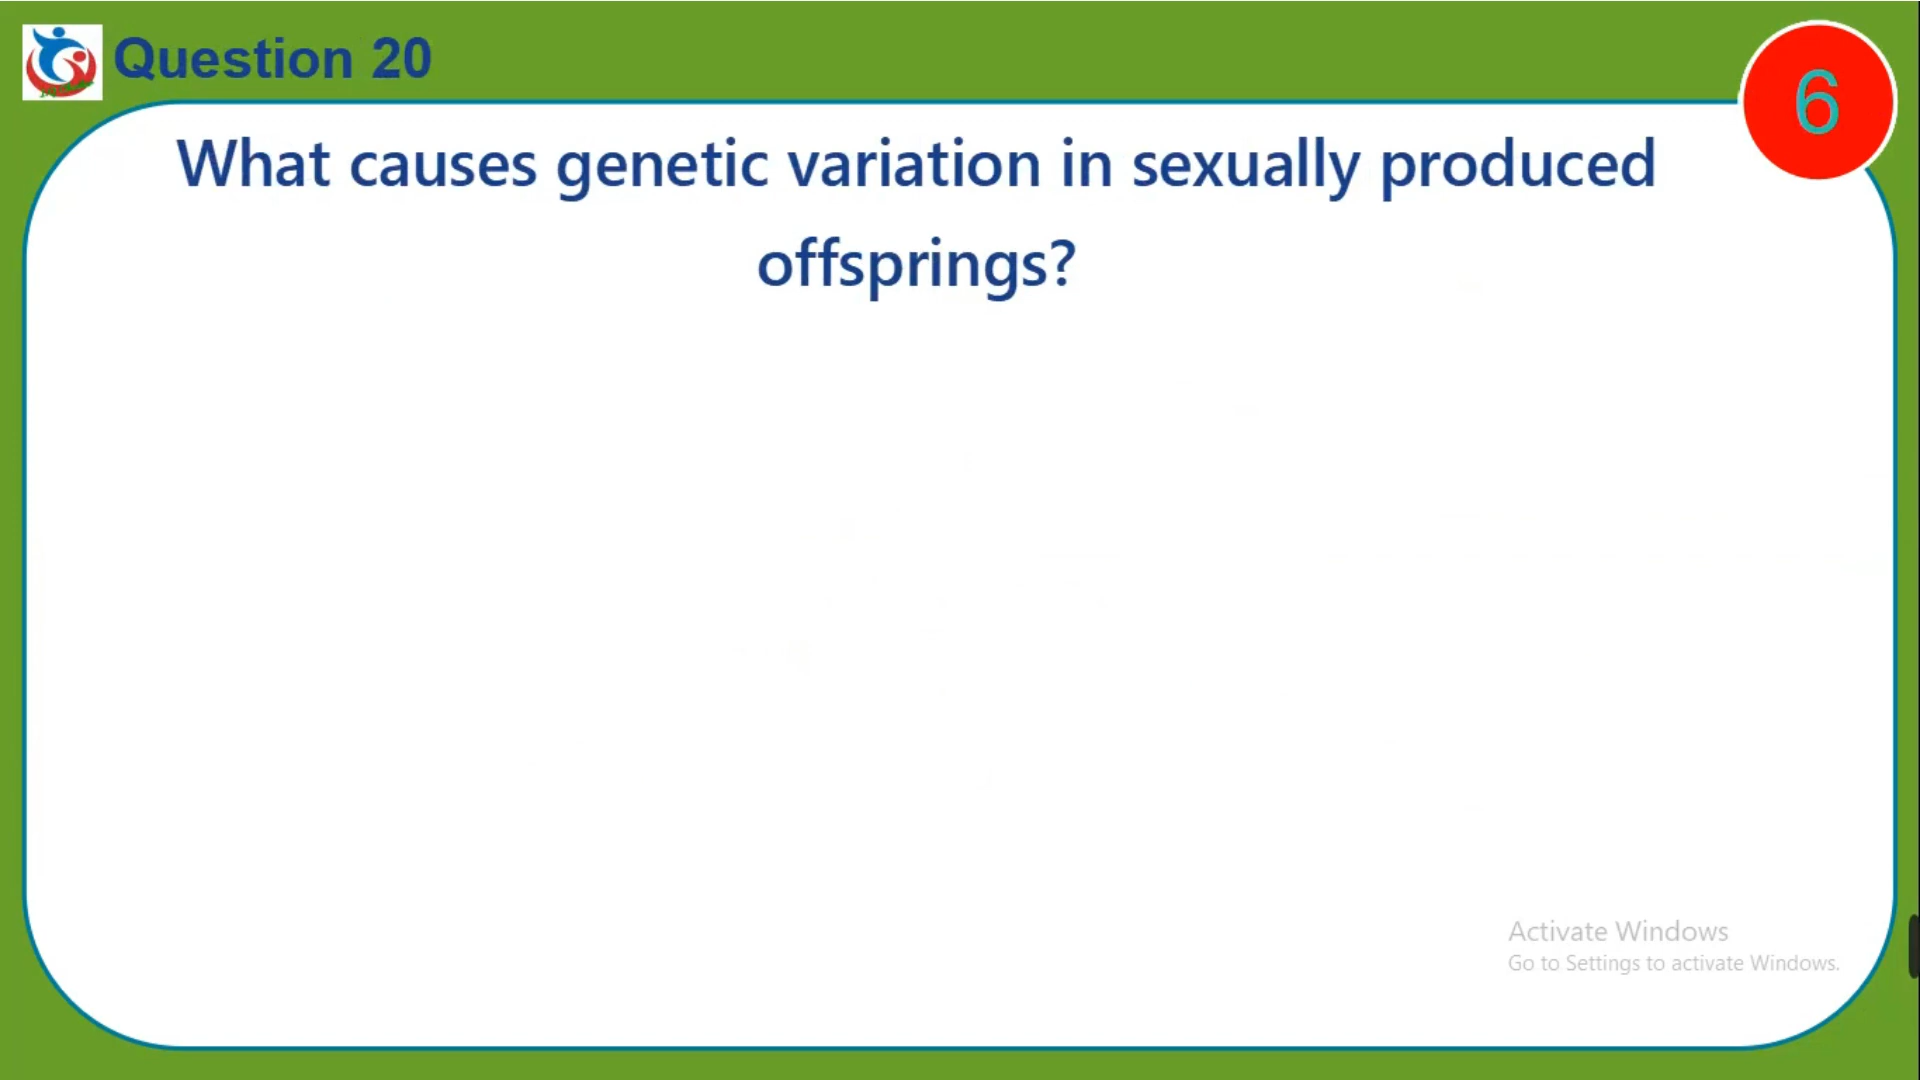 Question 20
6
What causes genetic variation in sexually produced
offsprings?
Activate Windows
Go to Settings to activate Windows.